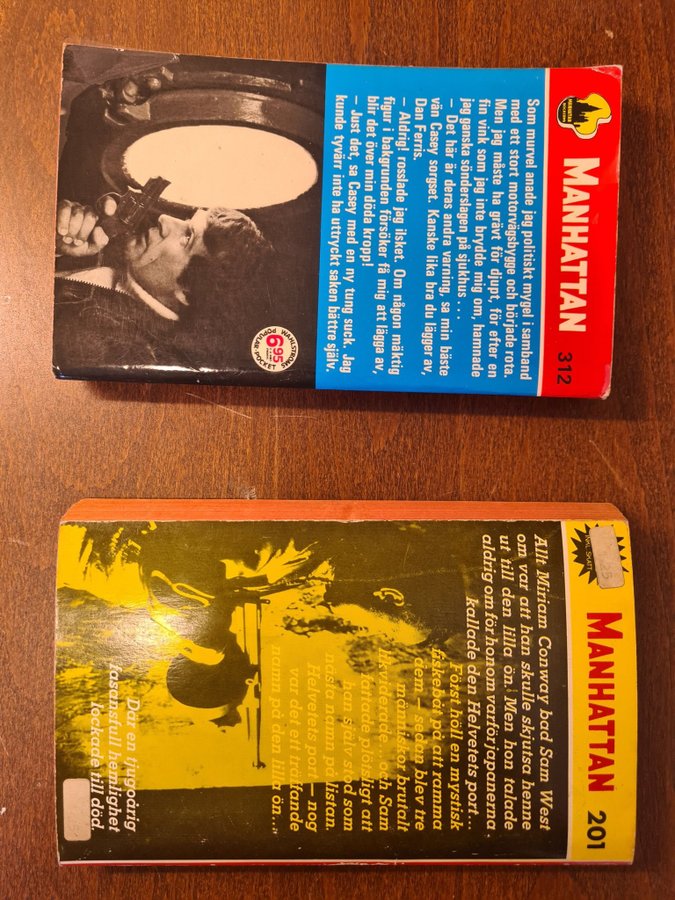 MANHATTAN
312
Som murvel anade jag politiskt mygel i samband
med ett stort motorvägsbygge och började rota.
Men jag måste ha grävt för djupt, för efter en
fin vink som jag inte brydde mig om, hamnade
jag ganska sönderslagen på sjukhus . . .
– Det här är deras andra varning, sa min bäste
vän Casey sorgset. Kanske lika bra du lägger av,
Dan Ferris.
– Aldrig! rosslade jag ilsket. Om någon mäktig
figur i bakgrunden försöker få mig att lägga av,
blir det över min döda kropp!
– Just det, sa Casey med en ny tung suck. Jag
kunde tyvärr inte ha uttryckt saken bättre själv.
WAHLSTRÖMS
6 95
POPULÄR-POCKET
MANHATTAN
201
Allt Miriam Conway bad Sam West
om var att han skulle skjutsa henne
ut till den lilla ön. Men hon talade
aldrig om för honom varför japanerna
kallade den Helvetets port...
Först höll en mystisk
fiskebåt på att ramma
dem – sedan blev tre
människor brutalt
likviderade, och Sam
fattade plötsligt att
han själv stod som
nästa namn på listan.
Helvetets port – nog
var det ett träffande
namn på den lilla ön...
Där en tjugoårig
fasansfull hemlighet
lockade till död